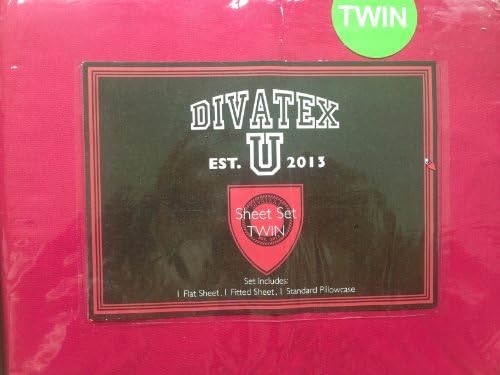 TWIN
DIVATEX
U
EST. 2013
Sheet Set
TWIN
Set Includes:
1 Flat Sheet, 1 Fitted Sheet, 1 Standard Pillowcase